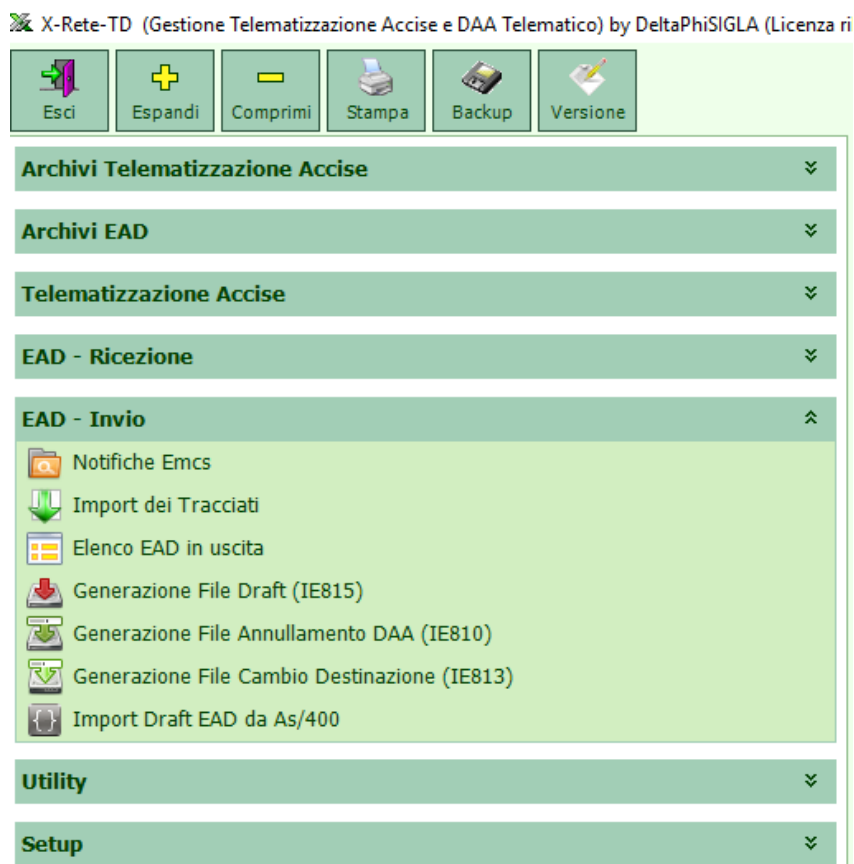 X-Rete-TD (Gestione Telematizzazione Accise e DAA Telematico) by DeltaPhiSIGLA (Licenza ri
Esci Espandi Comprimi Stampa Backup Versione
Archivi Telematizzazione Accise
Archivi EAD
Telematizzazione Accise
EAD - Ricezione
EAD - Invio
Notifiche Emcs
Import dei Tracciati
Elenco EAD in uscita
Generazione File Draft (IE815)
Generazione File Annullamento DAA (IE810)
Generazione File Cambio Destinazione (IE813)
Import Draft EAD da As/400
Utility
Setup